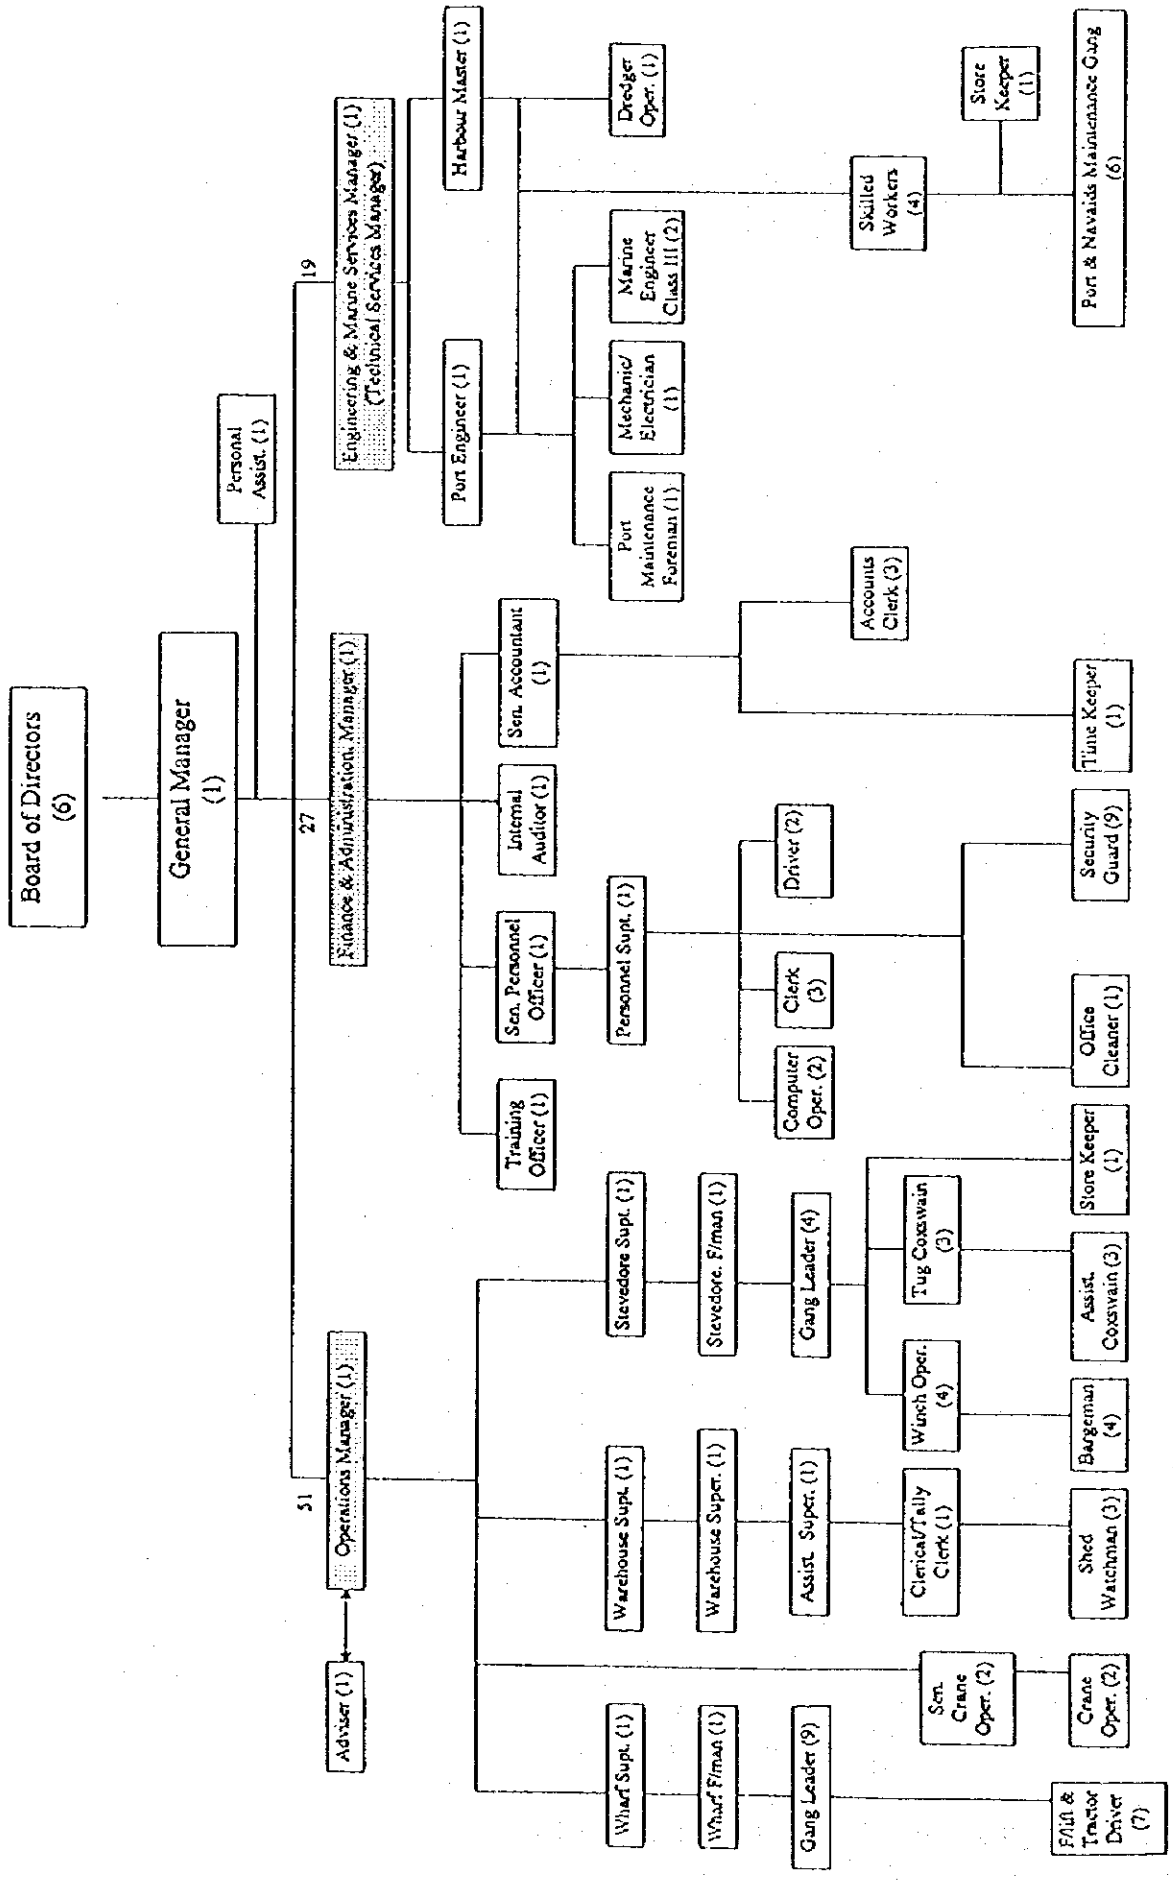 Board of Directors
(6)
General Manager
(1)
Personal
Assist. (1)
51
27
19
Adviser (1)
Operations Manager (1)
Finance & Administration. Manager (1)
Engineering & Marine Services Manager (1)
(Technical Services Manager)
Port Engineer (1)
Harbour Master (1)
Training
Officer (1)
Sen. Personnel
Officer (1)
Internal
Auditor (1)
Sen. Accountant
(1)
Wharf Supt. (1)
Warehouse Supt. (1)
Stevedore Supt. (1)
Personnel Supt. (1)
Port
Maintenance
Foreman (1)
Mechanic/
Electrician
(1)
Marine
Engineer
Class III (2)
Dredger
Oper. (1)
Wharf F/man (1)
Warehouse Super. (1)
Stevedore. F/man (1)
Gang Leader (9)
Assist. Super. (1)
Gang Leader (4)
Computer
Oper. (2)
Clerk
(3)
Driver (2)
Accounts
Clerk (3)
Skilled
Workers
(4)
Sen.
Crane
Oper. (2)
Clerical/Tally
Clerk (1)
Winch Oper.
(4)
Tug Coxswain
(3)
Store
Keeper
(1)
F/lift &
Tractor
Driver
(7)
Crane
Oper. (2)
Shed
Watchman (3)
Bargeman
(4)
Assist.
Coxswain (3)
Store Keeper
(1)
Office
Cleaner (1)
Security
Guard (9)
Time Keeper
(1)
Port & Navaids Maintenance Gang
(6)